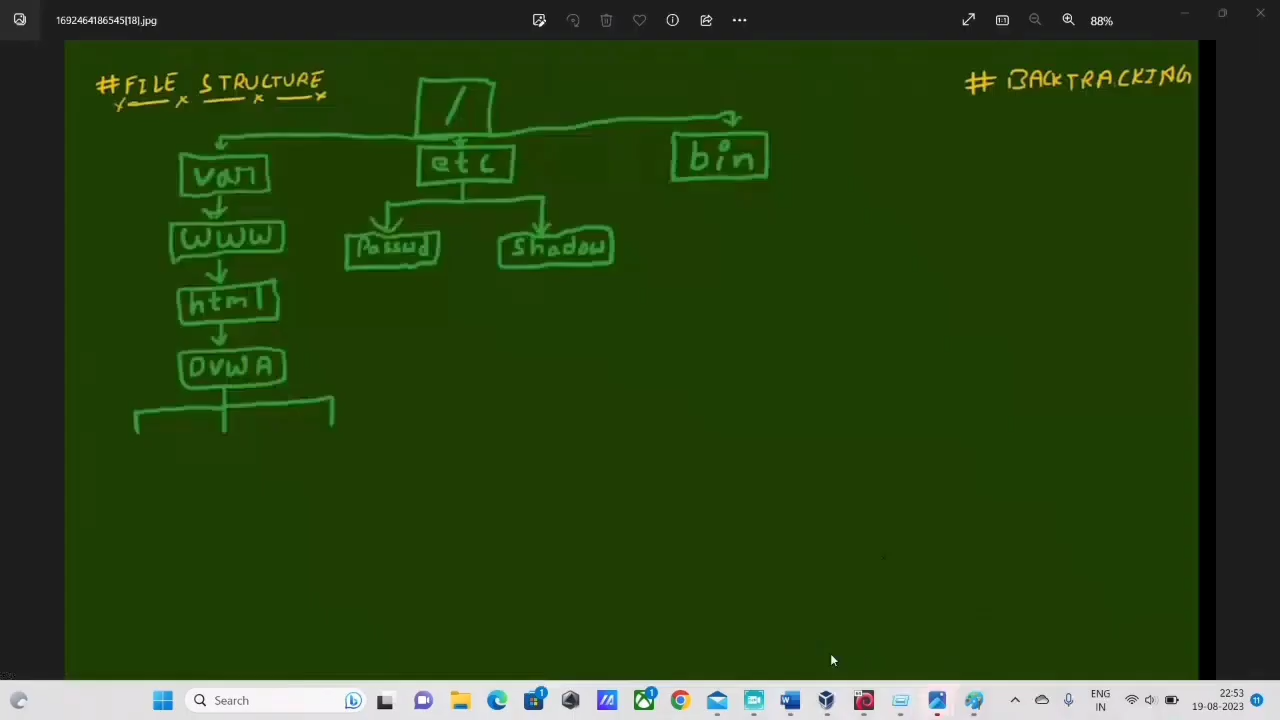 1692464186545[18].jpg
88%
#FILE STRUCTURE
# BACKTRACKING
/
var
etc
bin
www
Passwd
Shadow
html
DVWA
Search
ENG
IN
22:53
19-08-2023